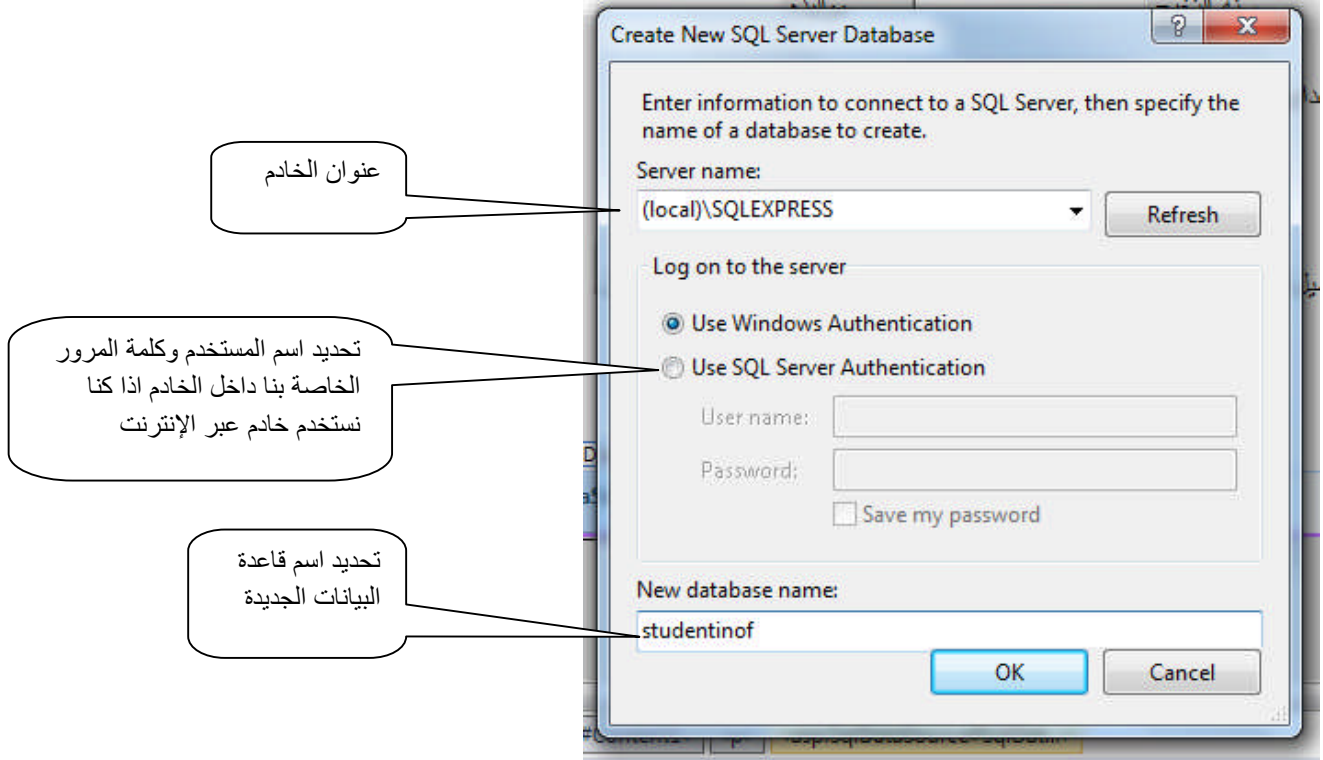 Create New SQL Server Database
Enter information to connect to a SQL Server, then specify the
name of a database to create.
عنوان الخادم
Server name:
(local)\SQLEXPRESS
Refresh
Log on to the server
Use Windows Authentication
تحديد اسم المستخدم وكلمة المرور
الخاصة بنا داخل الخادم اذا كنا
نستخدم خادم عبر الإنترنت
Use SQL Server Authentication
User name:
Password:
Save my password
تحديد اسم قاعدة
البيانات الجديدة
New database name:
studentinof
OK
Cancel